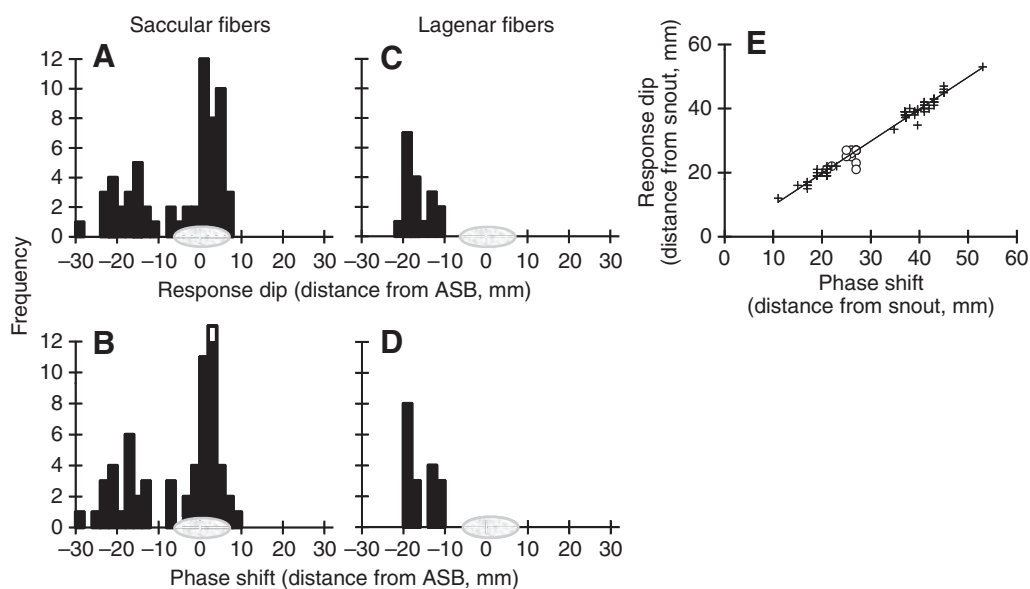 Saccular fibers
Lagenar fibers
A
12
10
8
6
4
2
0
–30 –20 –10 0 10 20 30
C
–30 –20 –10 0 10 20 30
Response dip (distance from ASB, mm)
Frequency
B
12
10
8
6
4
2
0
–30 –20 –10 0 10 20 30
D
–30 –20 –10 0 10 20 30
Phase shift (distance from ASB, mm)
E
Response dip
(distance from snout, mm)
60
40
20
0
0 10 20 30 40 50 60
Phase shift
(distance from snout, mm)